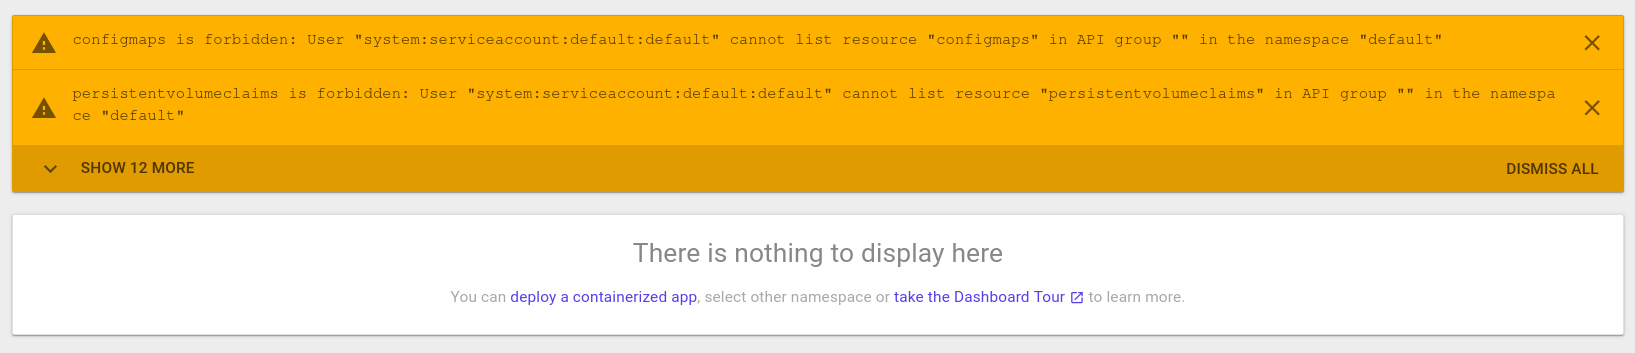 configmaps is forbidden: User "system:serviceaccount:default:default" cannot list resource "configmaps" in API group "" in the namespace "default"
persistentvolumeclaims is forbidden: User "system:serviceaccount:default:default" cannot list resource "persistentvolumeclaims" in API group "" in the namespa
ce "default"
SHOW 12 MORE
DISMISS ALL
There is nothing to display here
You can deploy a containerized app, select other namespace or take the Dashboard Tour to learn more.